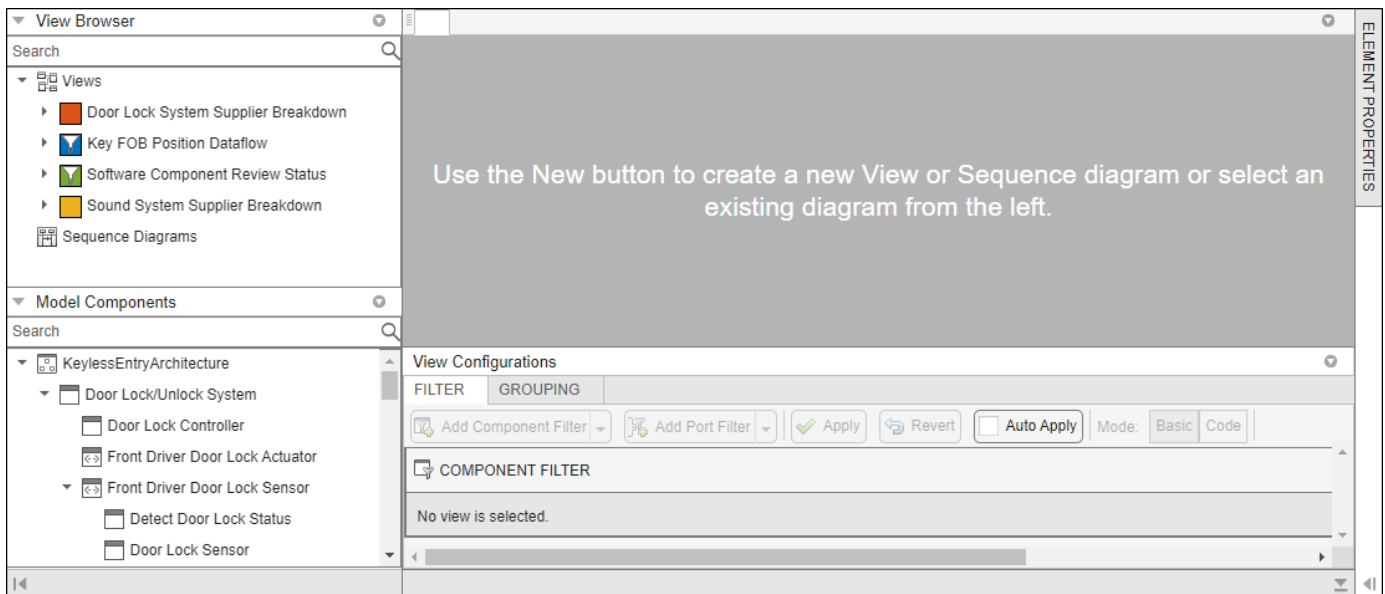 View Browser
Search
Views
Door Lock System Supplier Breakdown
Key FOB Position Dataflow
Software Component Review Status
Sound System Supplier Breakdown
Sequence Diagrams
Model Components
Search
KeylessEntryArchitecture
Door Lock/Unlock System
Door Lock Controller
Front Driver Door Lock Actuator
Front Driver Door Lock Sensor
Detect Door Lock Status
Door Lock Sensor
Use the New button to create a new View or Sequence diagram or select an
existing diagram from the left.
View Configurations
FILTER GROUPING
Add Component Filter Add Port Filter Apply Revert Auto Apply Mode: Basic Code
COMPONENT FILTER
No view is selected.
ELEMENT PROPERTIES